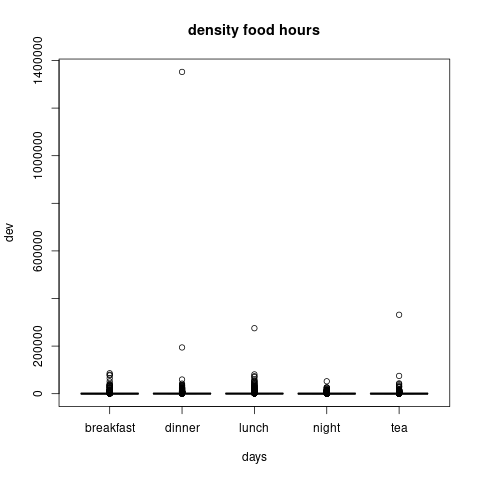 density food hours
1400000
1000000
600000
200000
0
dev
breakfast dinner lunch night tea
days